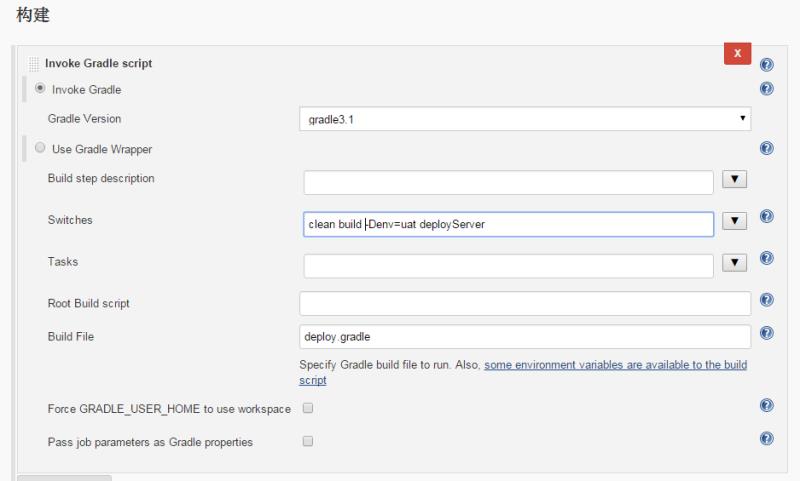 构建
Invoke Gradle script
X
Invoke Gradle
Gradle Version
gradle3.1
Use Gradle Wrapper
Build step description
Switches
clean build -Denv=uat deployServer
Tasks
Root Build script
Build File
deploy.gradle
Specify Gradle build file to run. Also, some environment variables are available to the build
script
Force GRADLE_USER_HOME to use workspace
Pass job parameters as Gradle properties